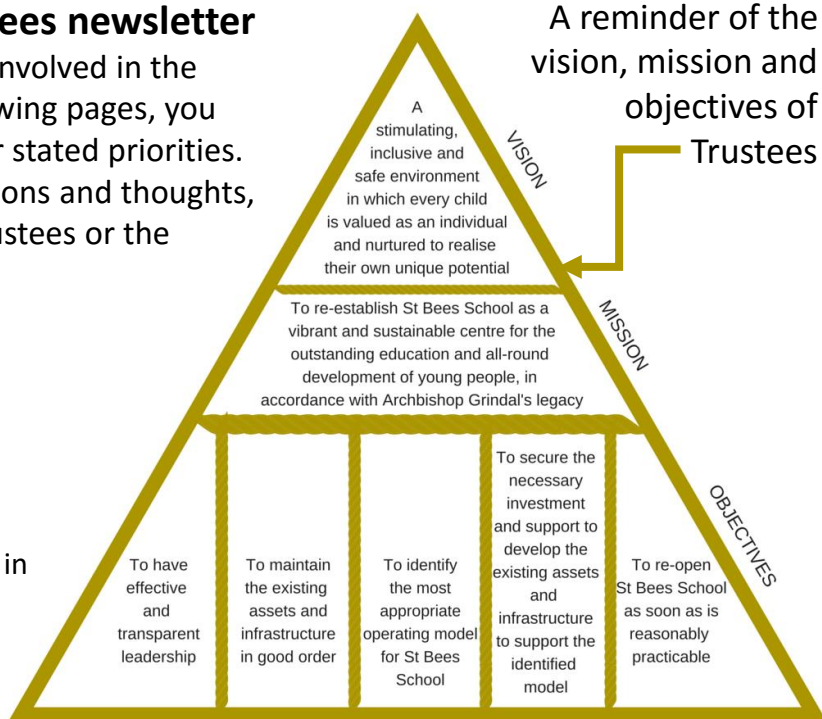 ees newsletter
nvolved in the
wing pages, you
r stated priorities.
ons and thoughts,
ustees or the
in
A reminder of the
vision, mission and
objectives of
Trustees
A
stimulating,
inclusive and
safe environment
in which every child
is valued as an individual
and nurtured to realise
their own unique potential
VISION
To re-establish St Bees School as a
vibrant and sustainable centre for the
outstanding education and all-round
development of young people, in
accordance with Archbishop Grindal's legacy
MISSION
To have
effective
and
transparent
leadership
To maintain
the existing
assets and
infrastructure
in good order
To identify
the most
appropriate
operating model
for St Bees
School
To secure the
necessary
investment
and support to
develop the
existing assets
and
infrastructure
to support the
identified
model
To re-open
St Bees School
as soon as is
reasonably
practicable
OBJECTIVES